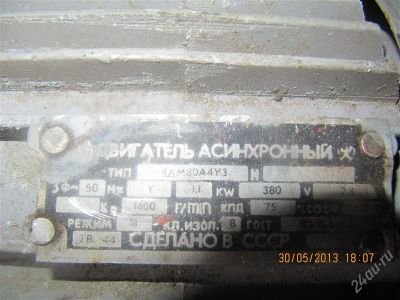 ДВИГАТЕЛЬ АСИНХРОННЫЙ
ТИП 4АМ80А4У3 N
3Ф~ 50 Hz Y 1,1 KW 380 V
1400 r/min КПД 75
РЕЖИМ S1 КЛ.ИЗОЛ. В ГОСТ
IP 44 СДЕЛАНО В СССР
30/05/2013 18:07
24au.ru